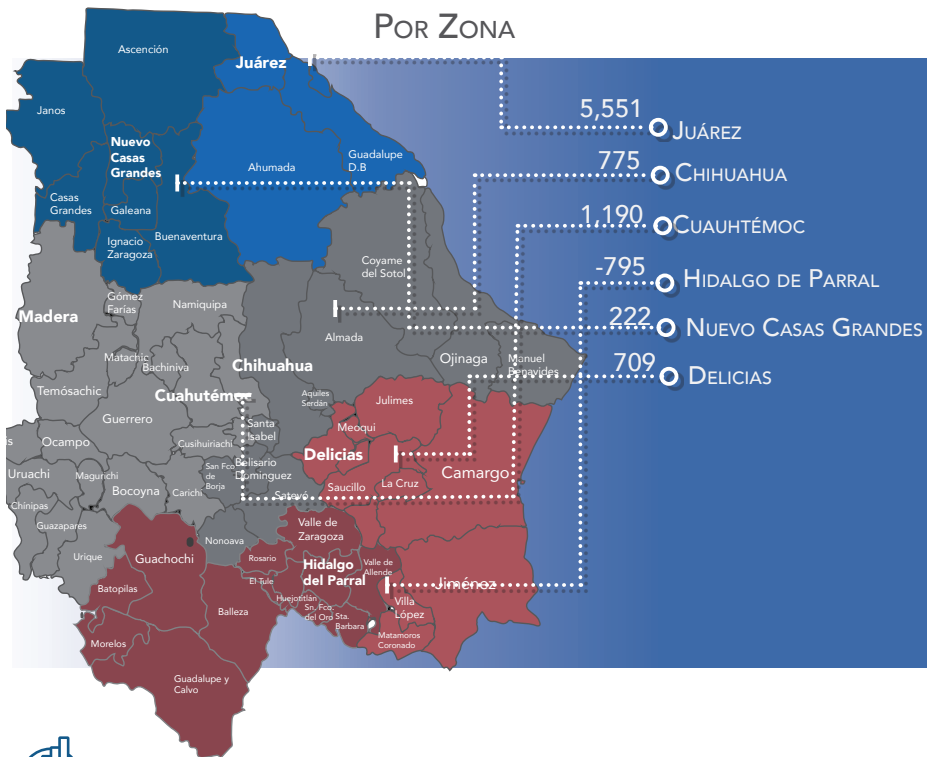 POR ZONA
Ascención
Juárez
5,551
JUÁREZ
Janos
Nuevo
Casas
Grandes
Ahumada
Guadalupe
D.B
775
CHIHUAHUA
Casas
Grandes
Galeana
1,190
CUAUHTÉMOC
Ignacio
Zaragoza
Buenaventura
Coyame
del Sotol
-795
HIDALGO DE PARRAL
Gómez
Farías
Namiquipa
Madera
222
NUEVO CASAS GRANDES
Almada
Matachic
Bachiniva
Chihuahua
Ojinaga
Manuel
Benavides
709
DELICIAS
Temósachic
Cuahutémoc
Aquiles
Serdán
Julimes
Guerrero
Santa
Isabel
Meoqui
is
Ocampo
Cusihuiriachi
Delicias
Uruachi
Magurichi
San Fco
de
Borja
Belisario
Domínguez
Camargo
Bocoyna
Carichi
Satevó
Saucillo
La Cruz
Chínipas
Guazapares
Nonoava
Valle de
Zaragoza
Urique
Guachochi
Rosario
Hidalgo
del Parral
Valle de
Allende
Batopilas
El Tule
Jiménez
Balleza
Huejotitlán
Sn. Fco.
del Oro
Sta.
Barbara
Villa
López
Morelos
Matamoros
Coronado
Guadalupe y
Calvo